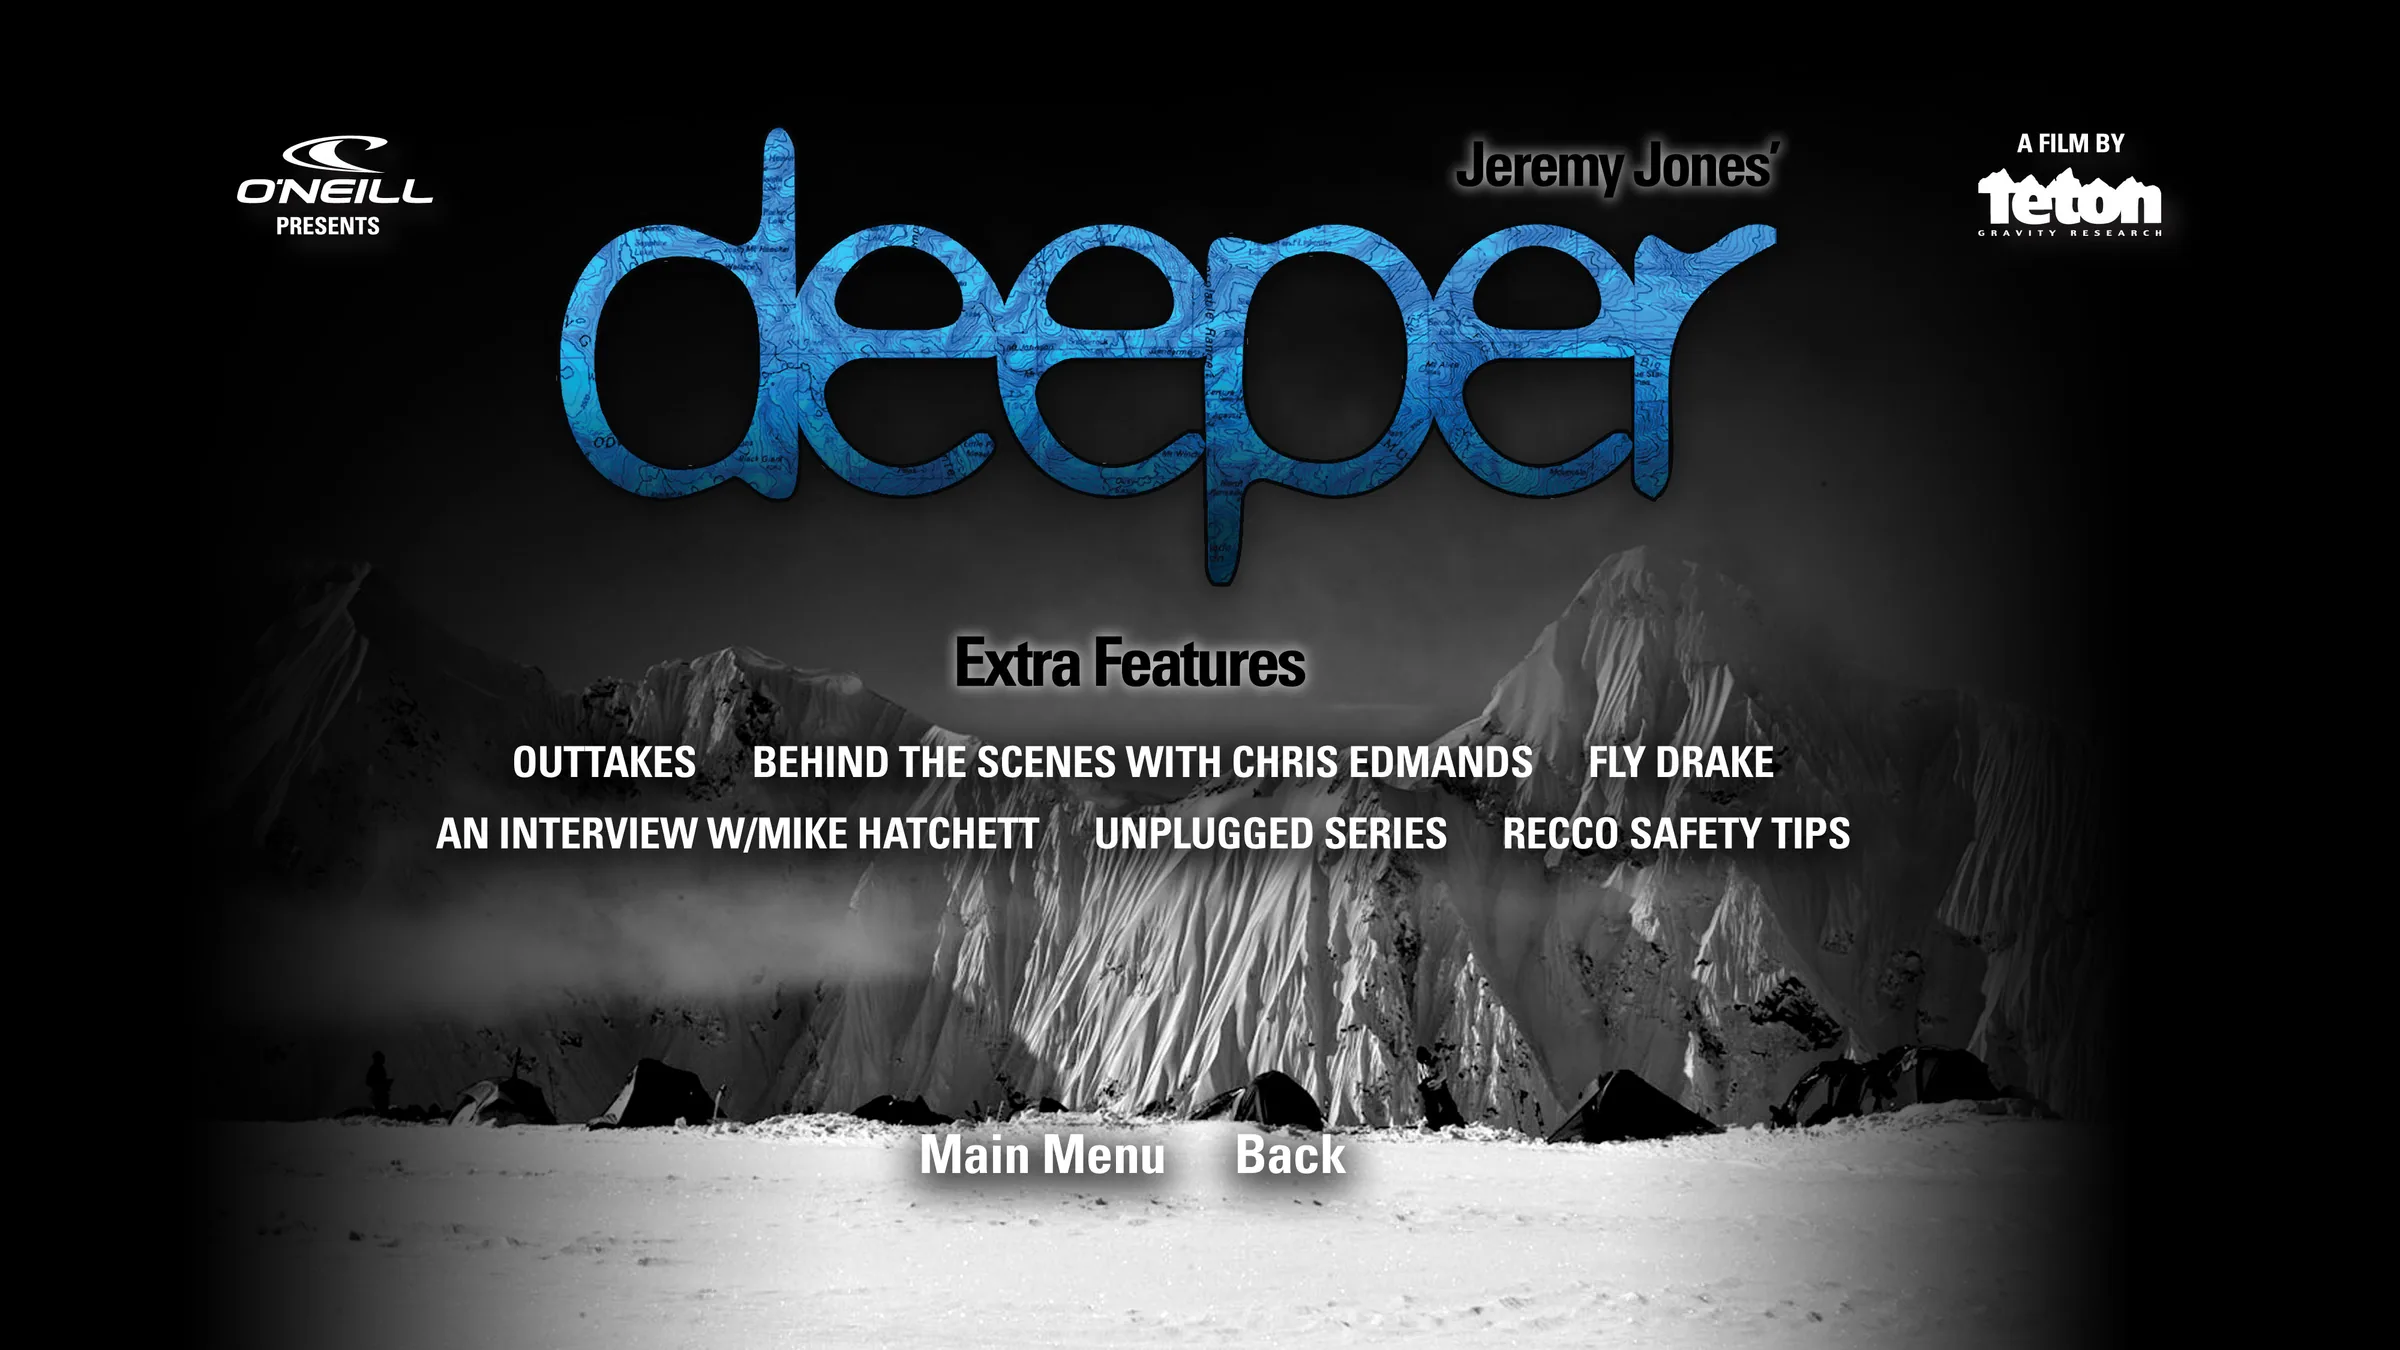 O'NEILL
PRESENTS
Jeremy Jones'
A FILM BY
TETON
GRAVITY RESEARCH
deeper
Extra Features
OUTTAKES BEHIND THE SCENES WITH CHRIS EDMANDS FLY DRAKE
AN INTERVIEW W/MIKE HATCHETT UNPLUGGED SERIES RECCO SAFETY TIPS
Main Menu Back